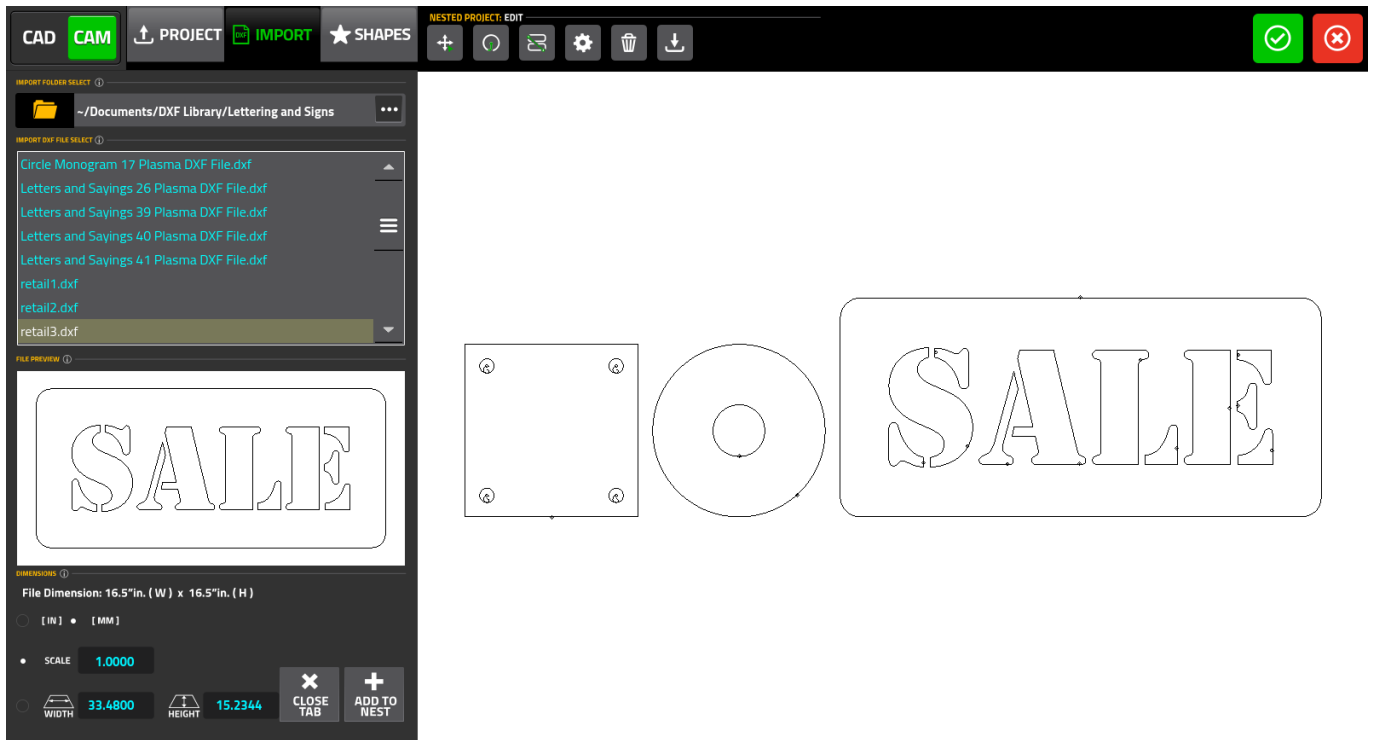 CAD CAM PROJECT DXF IMPORT SHAPES
NESTED PROJECT: EDIT
IMPORT FOLDER SELECT
~/Documents/DXF Library/Lettering and Signs
IMPORT DXF FILE SELECT
Circle Monogram 17 Plasma DXF File.dxf
Letters and Sayings 26 Plasma DXF File.dxf
Letters and Sayings 39 Plasma DXF File.dxf
Letters and Sayings 40 Plasma DXF File.dxf
Letters and Sayings 41 Plasma DXF File.dxf
retail1.dxf
retail2.dxf
retail3.dxf
FILE PREVIEW
SALE
DIMENSIONS
File Dimension: 16.5"in. ( W ) x 16.5"in. ( H )
[ IN ] [ MM ]
SCALE 1.0000
WIDTH 33.4800 HEIGHT 15.2344
CLOSE TAB
ADD TO NEST
SALE